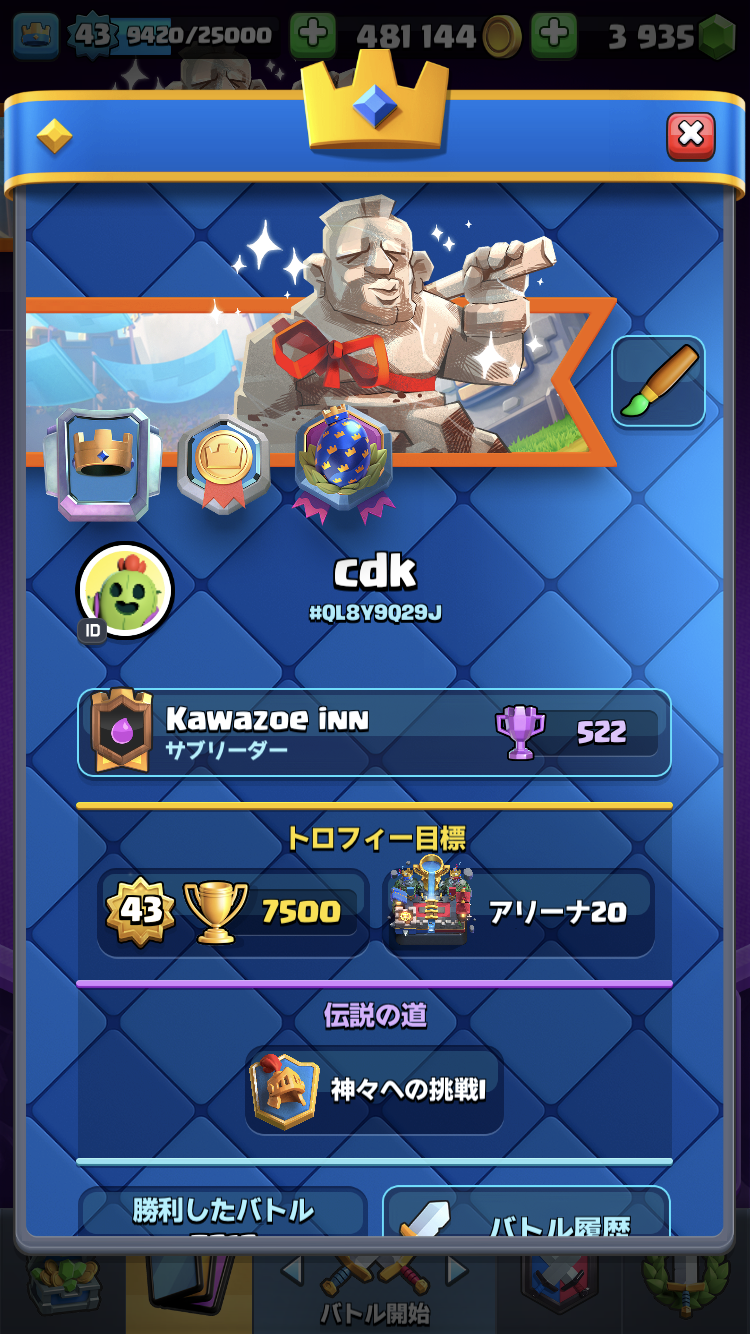 43 9420/25000 481 144 3 935
cdk
#QL8Y9Q29J
ID
Kawazoe inn
サブリーダー
522
トロフィー目標
43 7500 アリーナ20
伝説の道
神々への挑戦I
勝利したバトル
バトル履歴
バトル開始